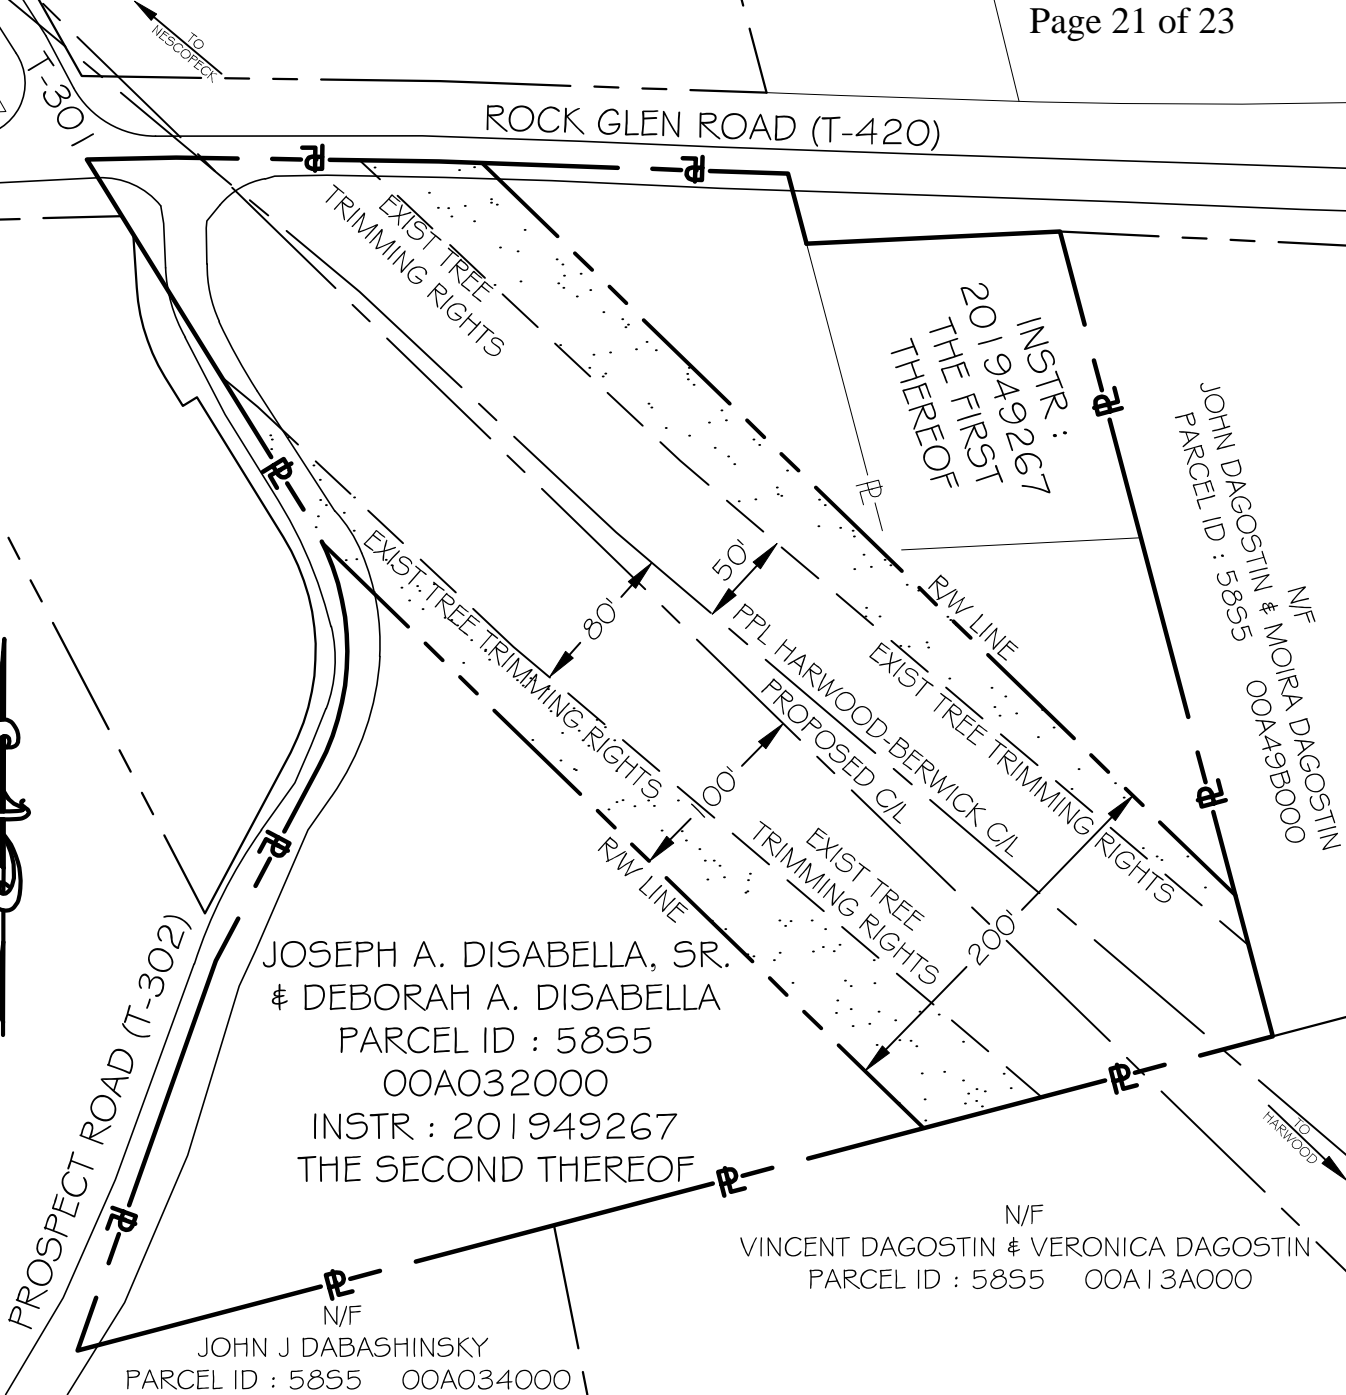 Page 21 of 23
TO
NESCOPECK
T-301
ROCK GLEN ROAD (T-420)
EXIST TREE
TRIMMING RIGHTS
INSTR :
201949267
THE FIRST
THEREOF
N/F
JOHN DAGOSTIN & MOIRA DAGOSTIN
PARCEL ID : 58S5 00A49B000
50'
80'
R/W LINE
EXIST TREE TRIMMING RIGHTS
EXIST TREE TRIMMING RIGHTS
PPL HARWOOD-BERWICK C/L
PROPOSED C/L
100'
EXIST TREE
TRIMMING RIGHTS
R/W LINE
200'
JOSEPH A. DISABELLA, SR.
& DEBORAH A. DISABELLA
PARCEL ID : 58S5
00A032000
INSTR : 201949267
THE SECOND THEREOF
PROSPECT ROAD (T-302)
TO
HARWOOD
N/F
VINCENT DAGOSTIN & VERONICA DAGOSTIN
PARCEL ID : 58S5 00A13A000
N/F
JOHN J DABASHINSKY
PARCEL ID : 58S5 00A034000